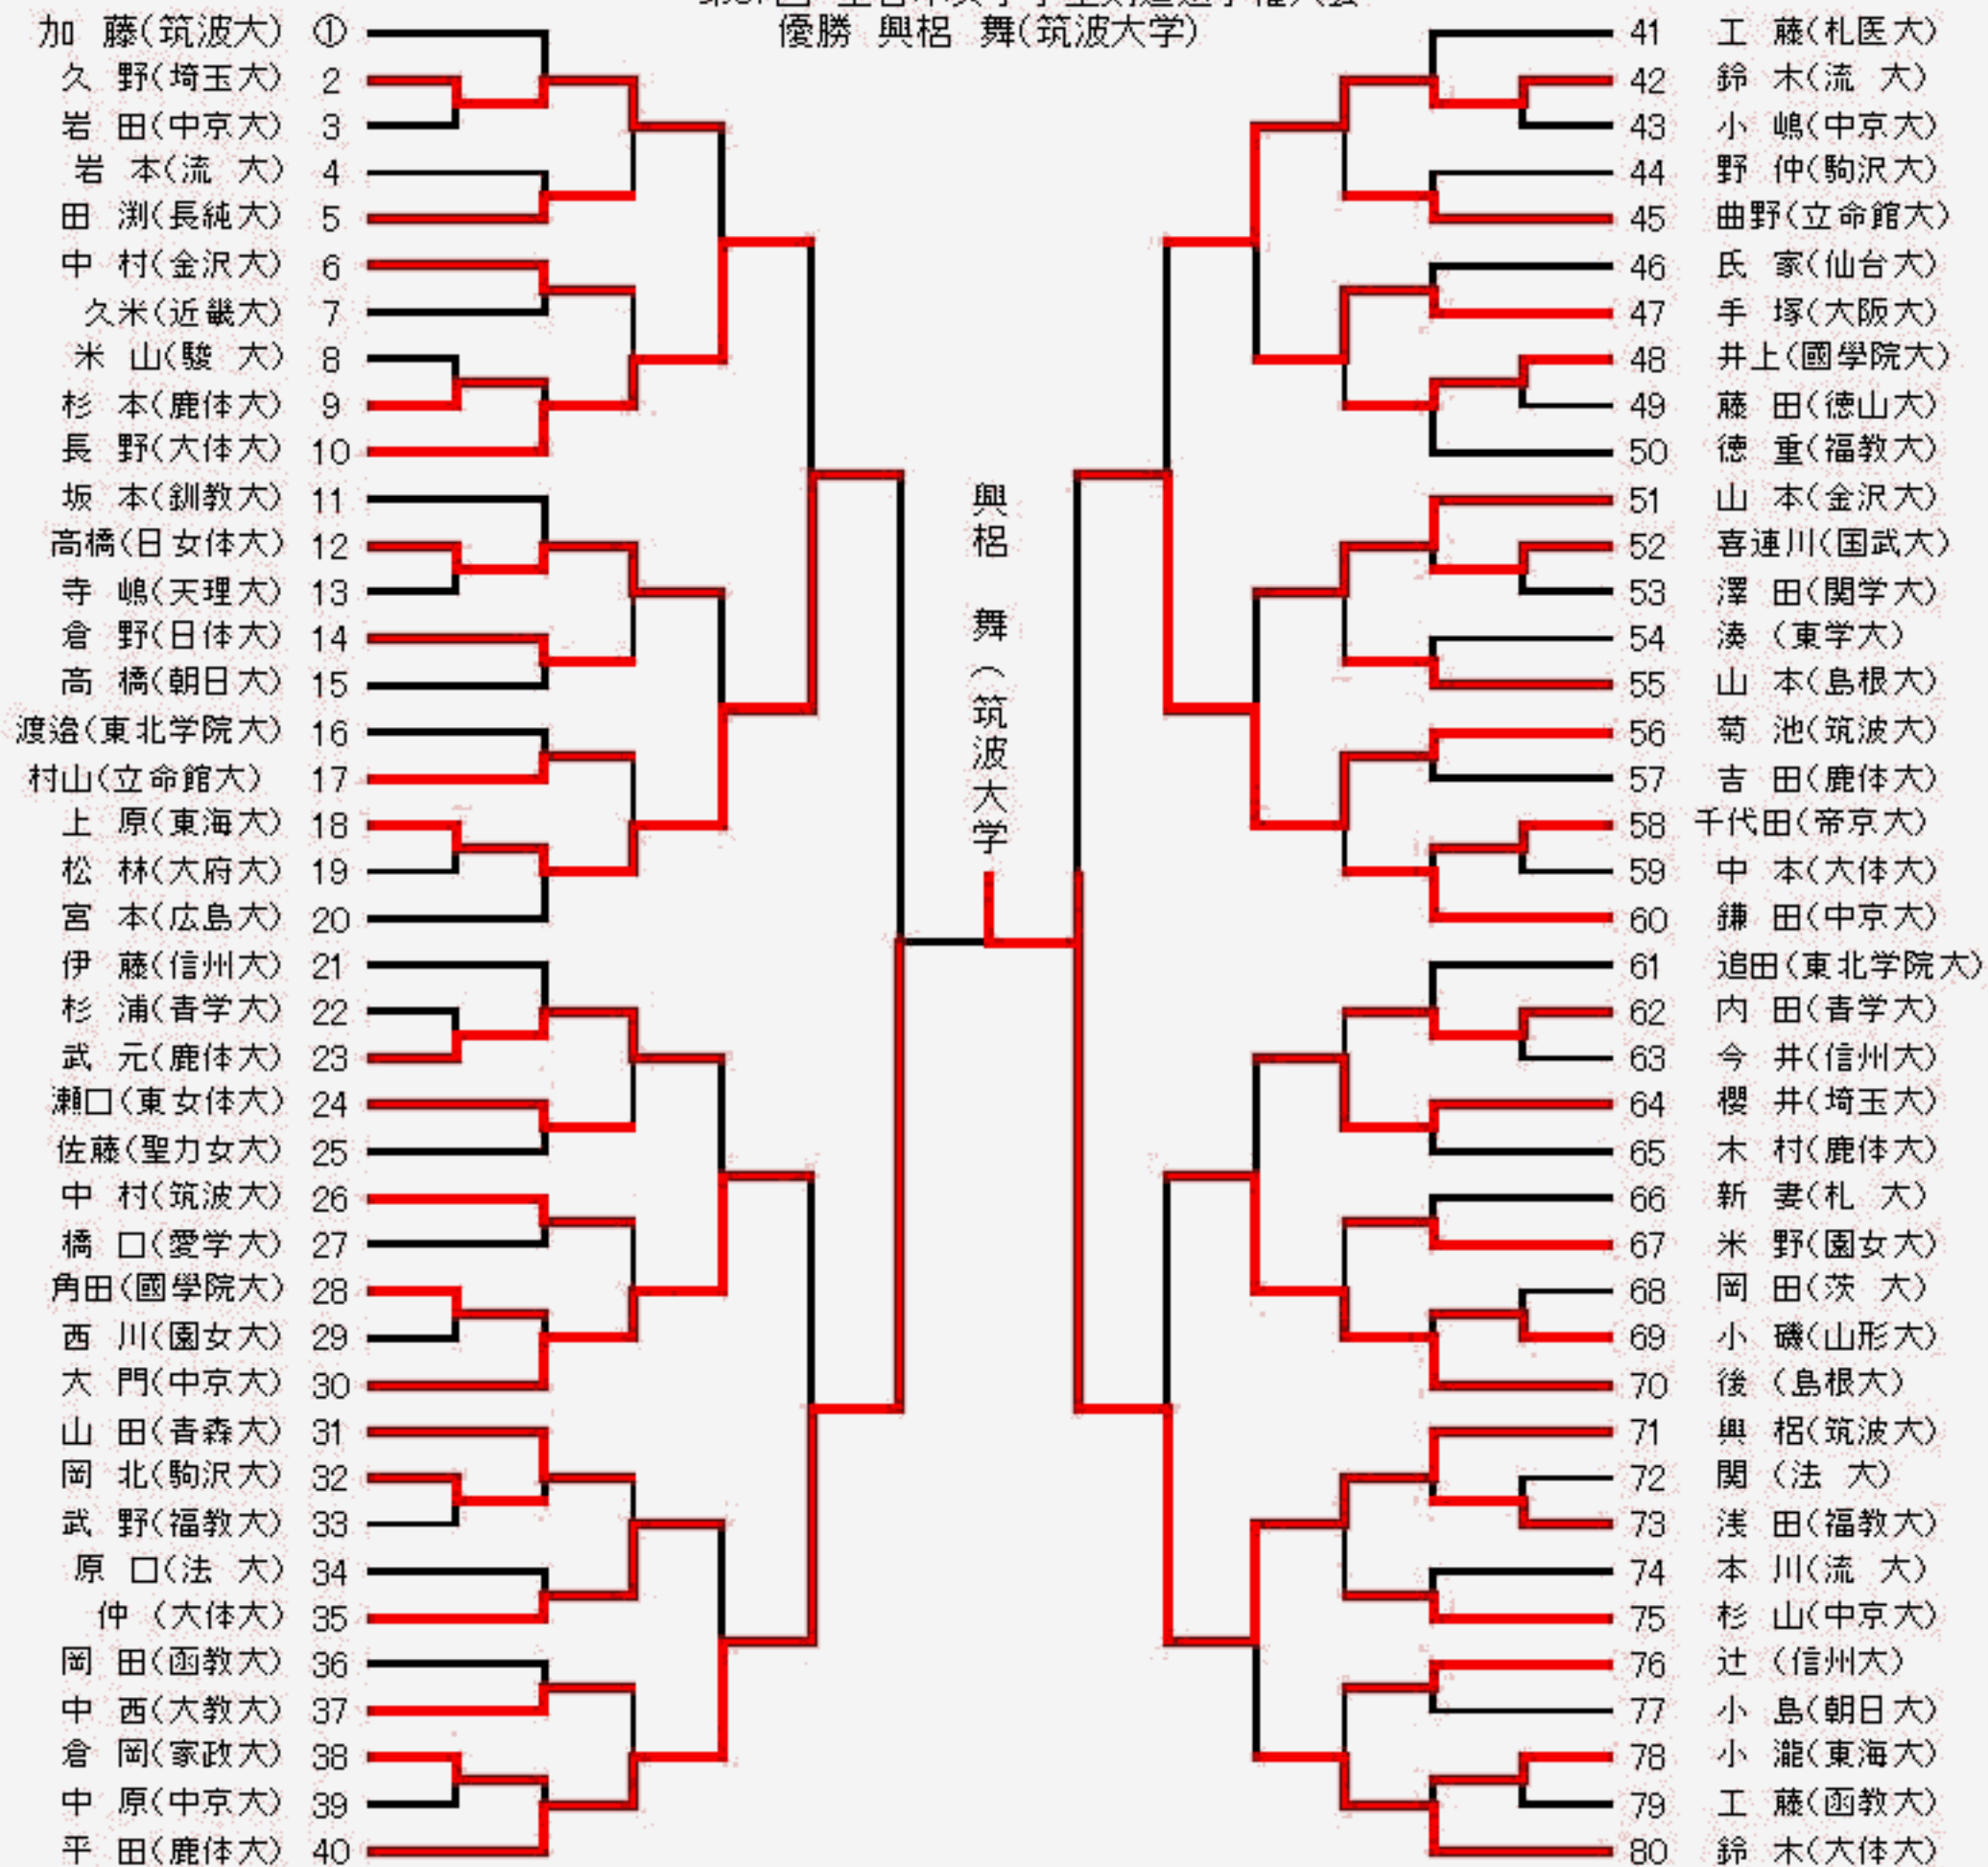 優勝 興梠 舞(筑波大学)
加 藤(筑波大) ①
久 野(埼玉大) 2
岩 田(中京大) 3
岩 本(流 大) 4
田 渕(長純大) 5
中 村(金沢大) 6
久米(近畿大) 7
米 山(駿 大) 8
杉 本(鹿体大) 9
長 野(大体大) 10
坂 本(釧教大) 11
高橋(日女体大) 12
寺 嶋(天理大) 13
倉 野(日体大) 14
高 橋(朝日大) 15
渡邉(東北学院大) 16
村山(立命館大) 17
上 原(東海大) 18
松 林(大府大) 19
宮 本(広島大) 20
伊 藤(信州大) 21
杉 浦(青学大) 22
武 元(鹿体大) 23
瀬口(東女体大) 24
佐藤(聖力女大) 25
中 村(筑波大) 26
橋 口(愛学大) 27
角田(國學院大) 28
西 川(園女大) 29
大 門(中京大) 30
山 田(青森大) 31
岡 北(駒沢大) 32
武 野(福教大) 33
原 口(法 大) 34
仲 (大体大) 35
岡 田(函教大) 36
中 西(大教大) 37
倉 岡(家政大) 38
中 原(中京大) 39
平 田(鹿体大) 40
興梠 舞(筑波大学
41 工 藤(札医大)
42 鈴 木(流 大)
43 小 嶋(中京大)
44 野 仲(駒沢大)
45 曲野(立命館大)
46 氏 家(仙台大)
47 手 塚(大阪大)
48 井上(國學院大)
49 藤 田(徳山大)
50 徳 重(福教大)
51 山 本(金沢大)
52 喜連川(国武大)
53 澤 田(関学大)
54 湊 (東学大)
55 山 本(島根大)
56 菊 池(筑波大)
57 吉 田(鹿体大)
58 千代田(帝京大)
59 中 本(大体大)
60 鎌 田(中京大)
61 追田(東北学院大)
62 内 田(青学大)
63 今 井(信州大)
64 櫻 井(埼玉大)
65 木 村(鹿体大)
66 新 妻(札 大)
67 米 野(園女大)
68 岡 田(茨 大)
69 小 磯(山形大)
70 後 (島根大)
71 興 梠(筑波大)
72 関 (法 大)
73 浅 田(福教大)
74 本 川(流 大)
75 杉 山(中京大)
76 辻 (信州大)
77 小 島(朝日大)
78 小 瀧(東海大)
79 工 藤(函教大)
80 鈴 木(大体大)